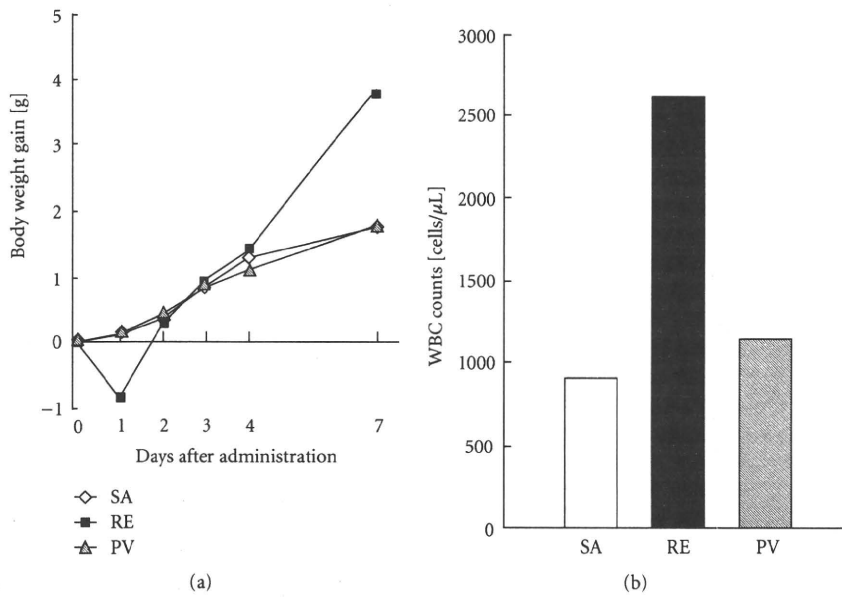 5
4
3
2
1
0
−1
Body weight gain [g]
0 1 2 3 4 7
Days after administration
SA
RE
PV
(a)
3000
2500
2000
1500
1000
500
0
WBC counts [cells/μL]
SA RE PV
(b)